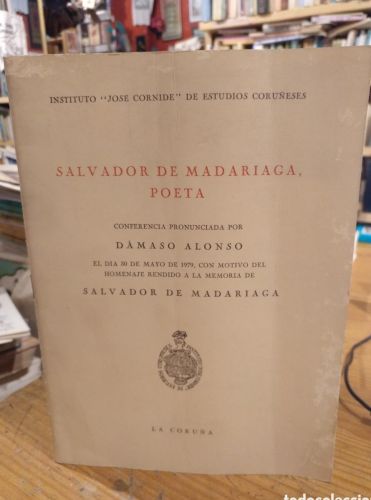 INSTITUTO "JOSE CORNIDE" DE ESTUDIOS CORUÑESES
SALVADOR DE MADARIAGA,
POETA
CONFERENCIA PRONUNCIADA POR
DÁMASO ALONSO
EL DIA 30 DE MAYO DE 1979, CON MOTIVO DEL
HOMENAJE RENDIDO A LA MEMORIA DE
SALVADOR DE MADARIAGA
LA CORUÑA